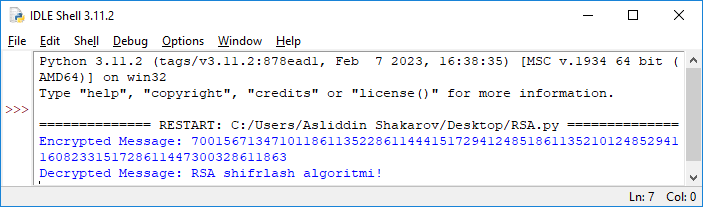 IDLE Shell 3.11.2
File Edit Shell Debug Options Window Help
Python 3.11.2 (tags/v3.11.2:878ead1, Feb  7 2023, 16:38:35) [MSC v.1934 64 bit (
AMD64)] on win32
Type "help", "copyright", "credits" or "license()" for more information.
>>>
============== RESTART: C:/Users/Asliddin Shakarov/Desktop/RSA.py ==============
Encrypted Message: 7001567134710118611352286114441517294124851861135210124852941
1608233151728611447300328611863
Decrypted Message: RSA shifrlash algoritmi!
Ln: 7 Col: 0